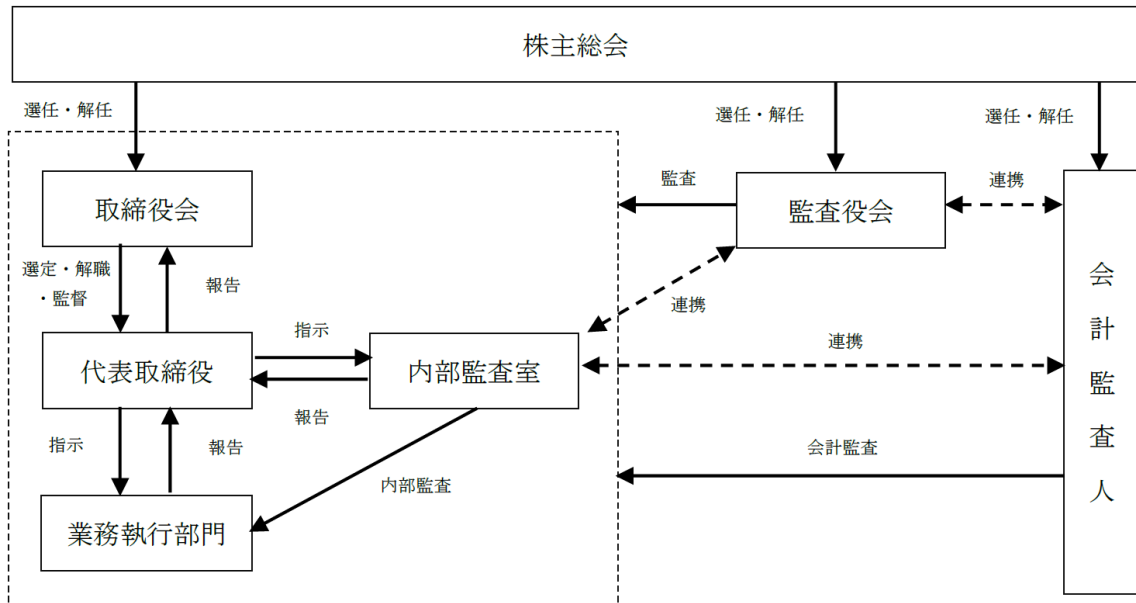 株主総会
選任・解任
選任・解任
選任・解任
取締役会
監査
監査役会
連携
選定・解職
・監督
報告
連携
代表取締役
指示
報告
内部監査室
連携
指示
報告
内部監査
会計監査
会計監査人
業務執行部門